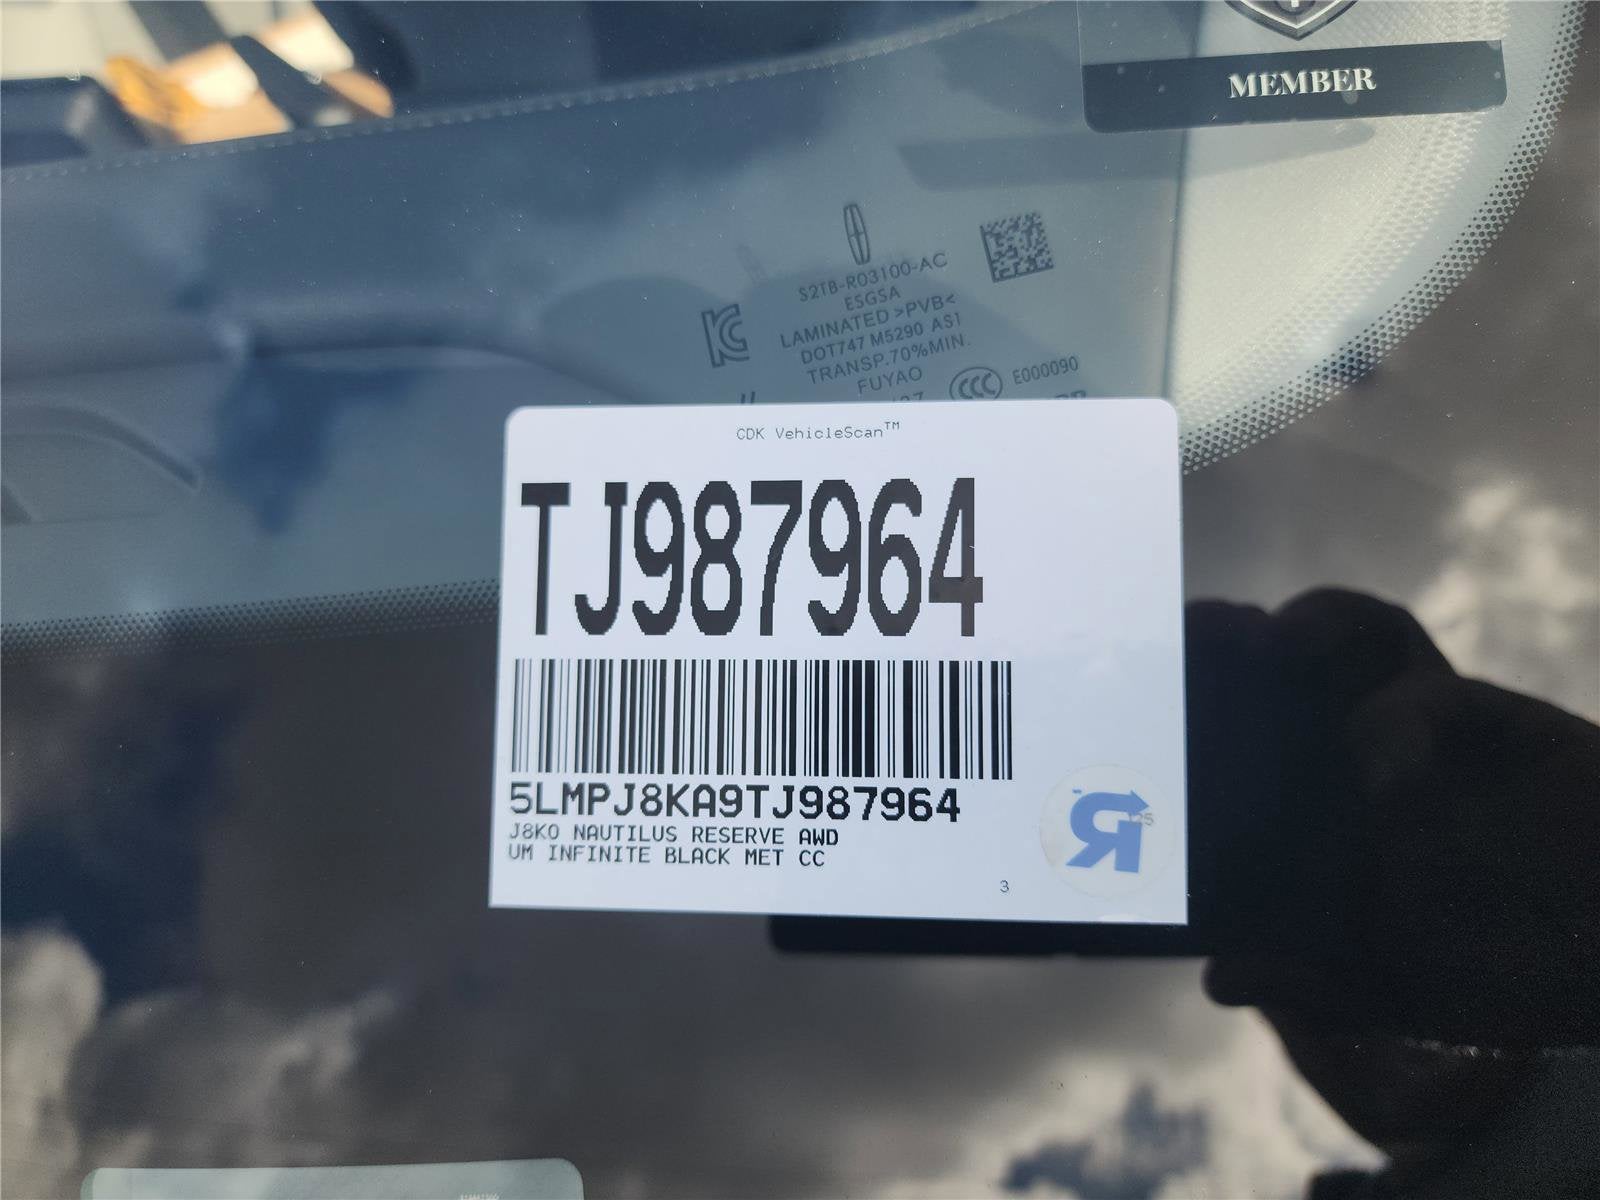 MEMBER
S2TB-R03100-AC
ESGSA
LAMINATED >PVB<
DOT747 M5290 AS1
TRANSP.70%MIN.
FUYAO
CCC E000090
CDK VehicleScan™
TJ987964
5LMPJ8KA9TJ987964
J8K0 NAUTILUS RESERVE AWD
UM INFINITE BLACK MET CC
3